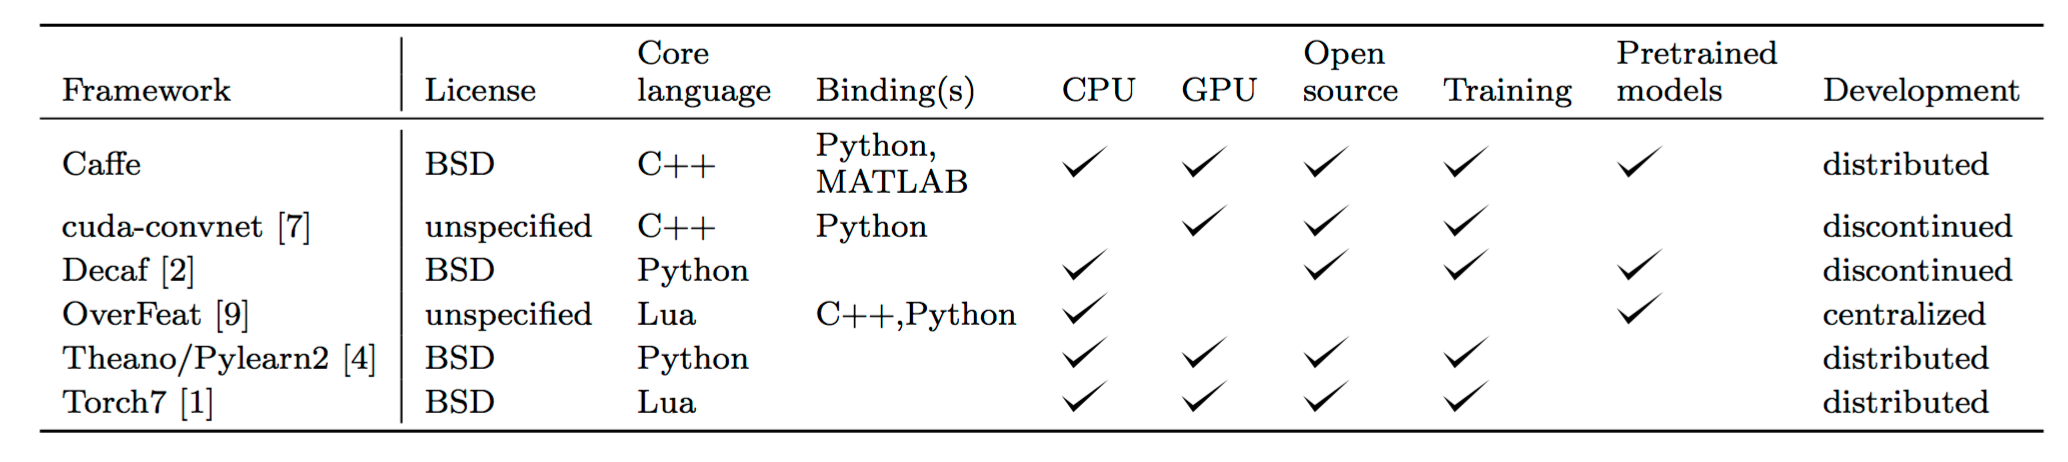 Framework License Core language Binding(s) CPU GPU Open source Training Pretrained models Development
Caffe BSD C++ Python, MATLAB ✓ ✓ ✓ ✓ ✓ distributed
cuda-convnet [7] unspecified C++ Python ✓ ✓ ✓ discontinued
Decaf [2] BSD Python ✓ ✓ ✓ ✓ discontinued
OverFeat [9] unspecified Lua C++,Python ✓ ✓ centralized
Theano/Pylearn2 [4] BSD Python ✓ ✓ ✓ ✓ distributed
Torch7 [1] BSD Lua ✓ ✓ ✓ ✓ distributed